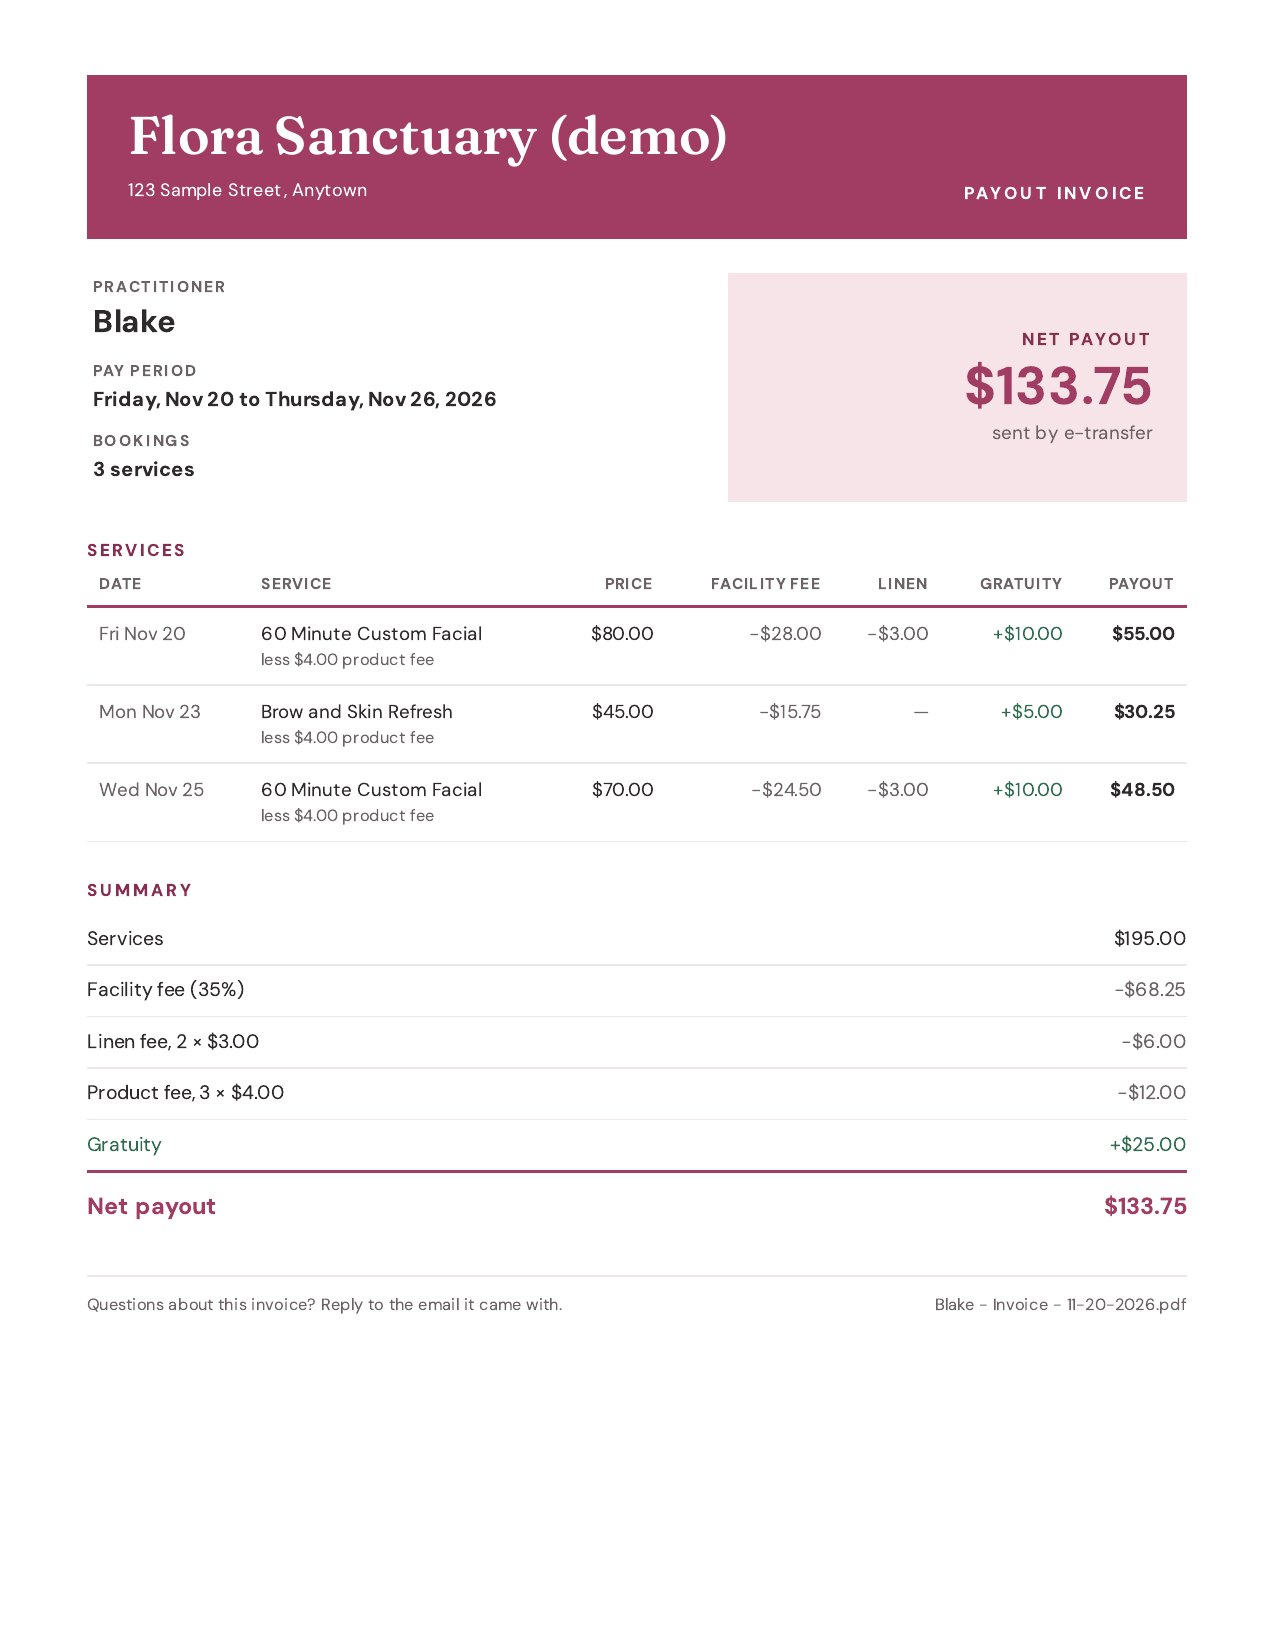 Flora Sanctuary (demo)
123 Sample Street, Anytown
PAYOUT INVOICE
PRACTITIONER
Blake
PAY PERIOD
Friday, Nov 20 to Thursday, Nov 26, 2026
BOOKINGS
3 services
NET PAYOUT
$133.75
sent by e-transfer
SERVICES
DATE SERVICE PRICE FACILITY FEE LINEN GRATUITY PAYOUT
Fri Nov 20 60 Minute Custom Facial $80.00 -$28.00 -$3.00 +$10.00 $55.00
less $4.00 product fee
Mon Nov 23 Brow and Skin Refresh $45.00 -$15.75 — +$5.00 $30.25
less $4.00 product fee
Wed Nov 25 60 Minute Custom Facial $70.00 -$24.50 -$3.00 +$10.00 $48.50
less $4.00 product fee
SUMMARY
Services $195.00
Facility fee (35%) -$68.25
Linen fee, 2 × $3.00 -$6.00
Product fee, 3 × $4.00 -$12.00
Gratuity +$25.00
Net payout $133.75
Questions about this invoice? Reply to the email it came with. Blake - Invoice - 11-20-2026.pdf